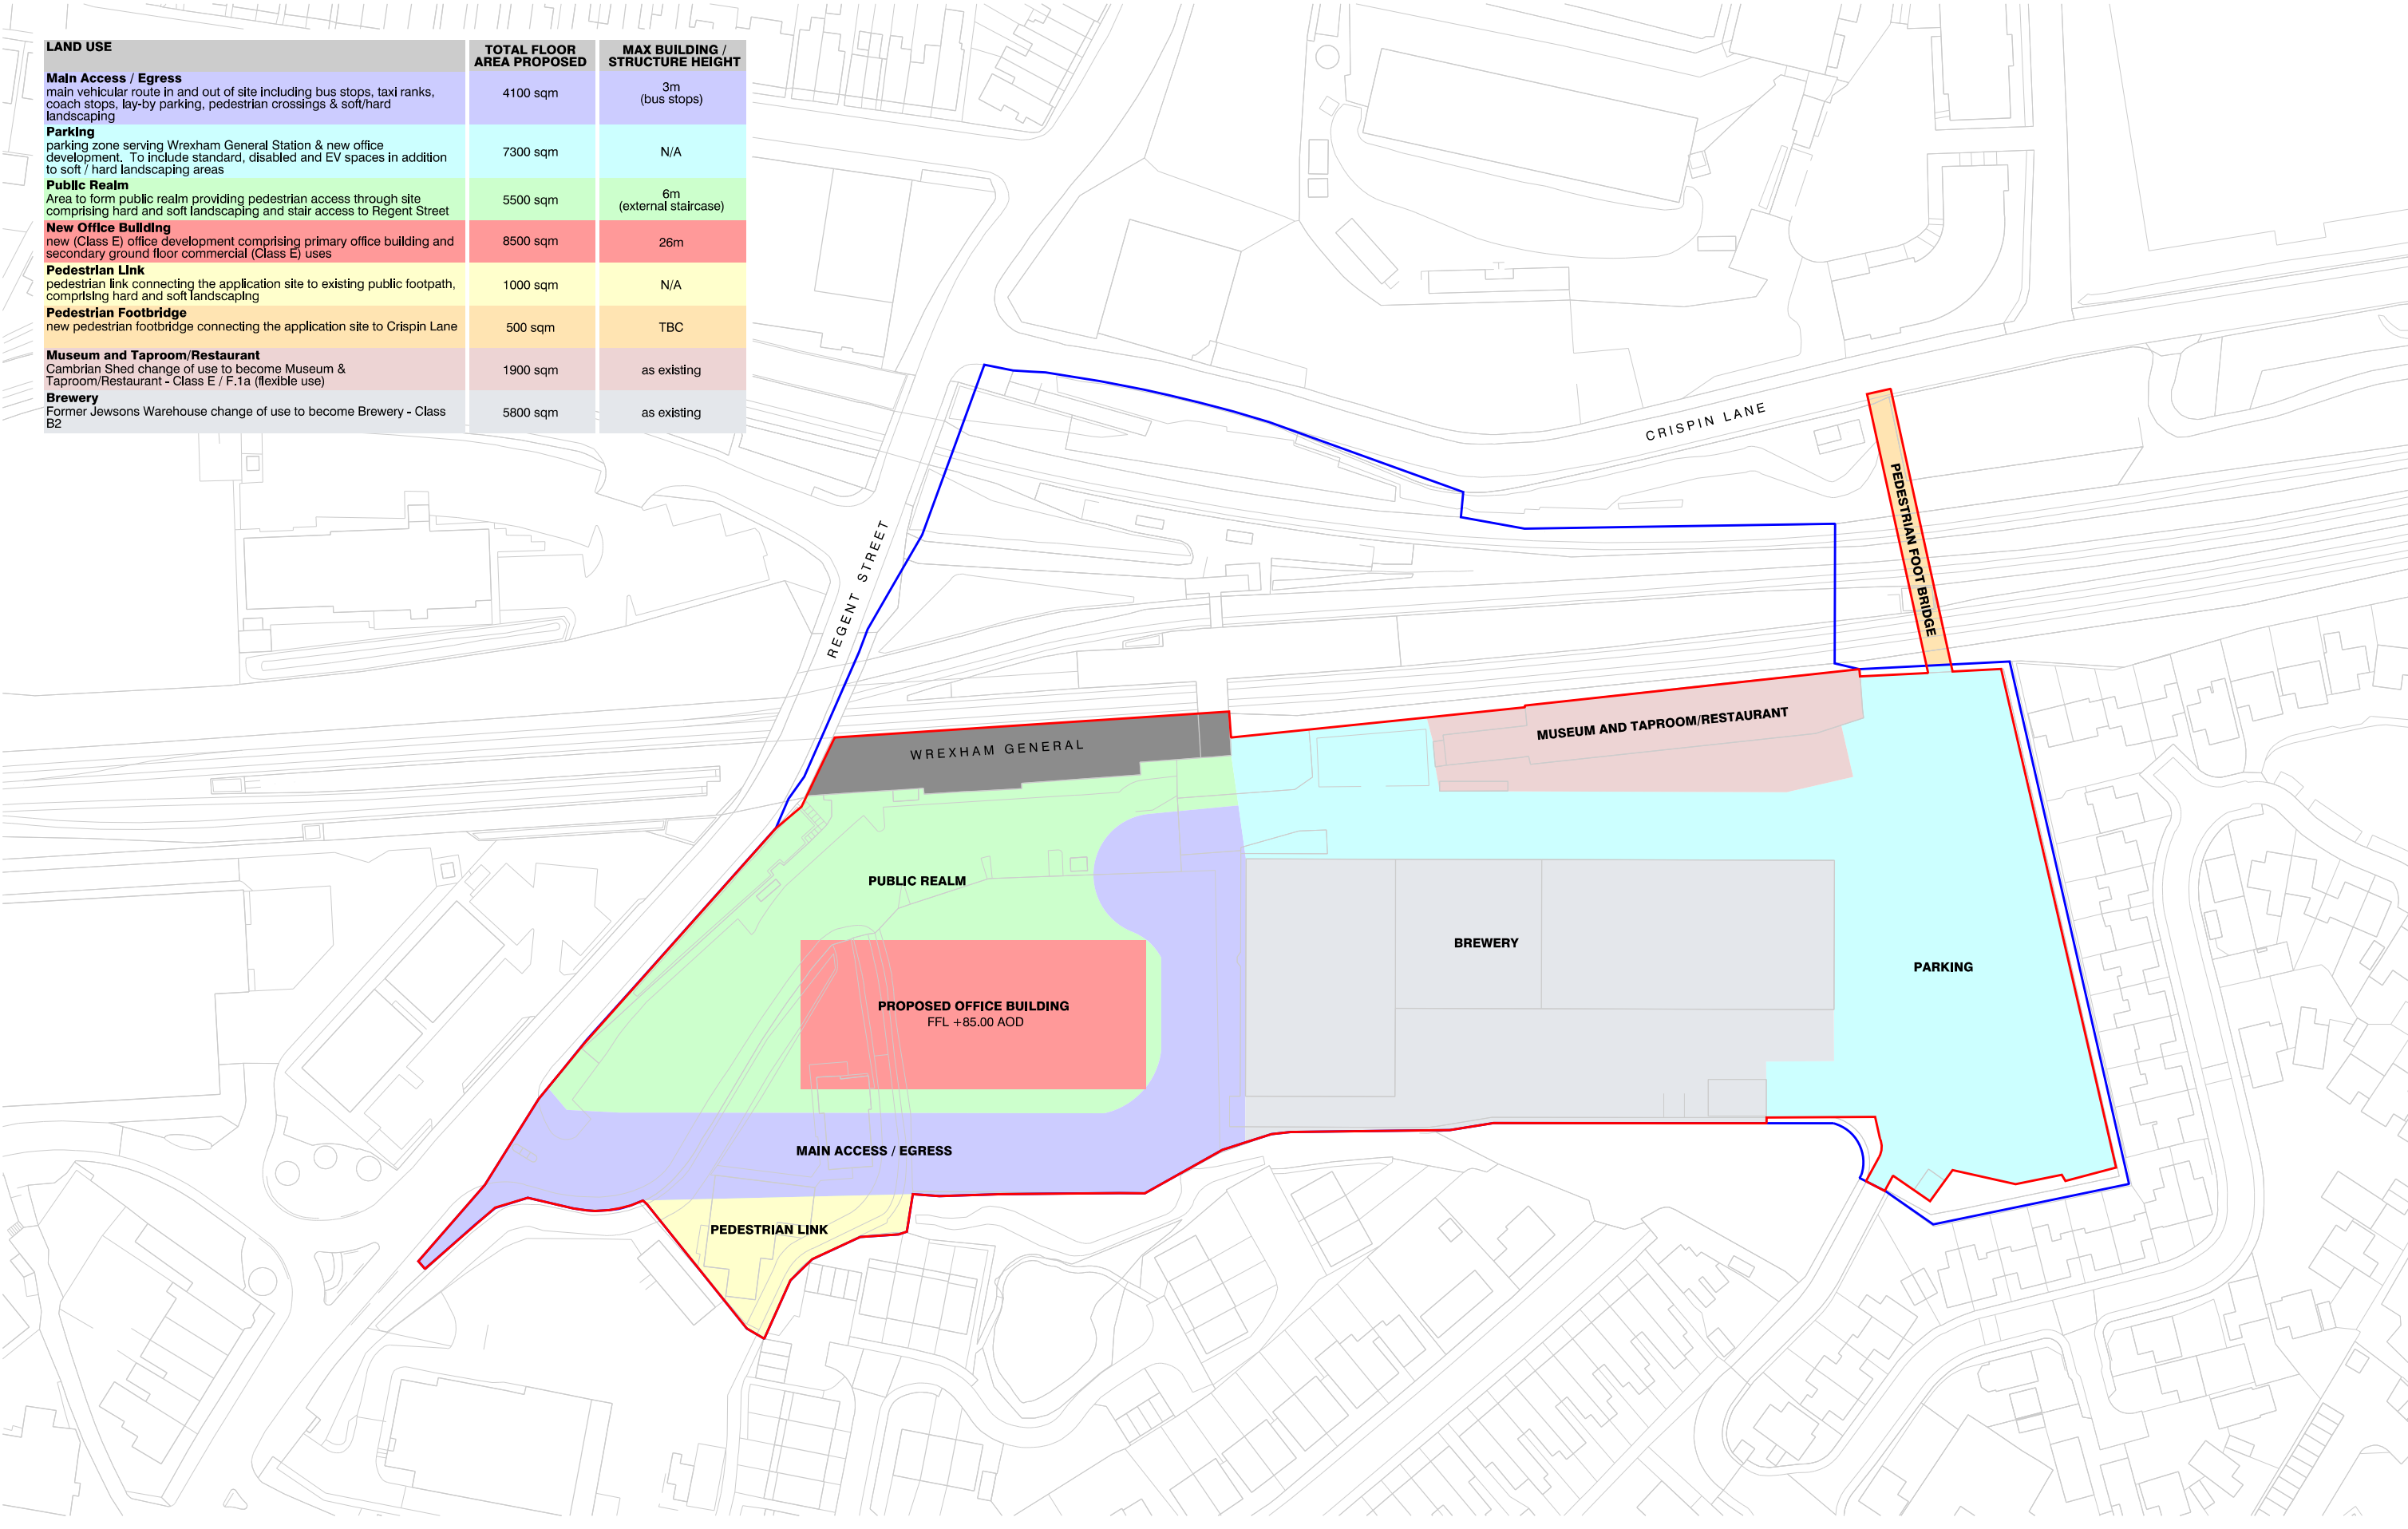 LAND USE
TOTAL FLOOR
AREA PROPOSED
MAX BUILDING /
STRUCTURE HEIGHT
Main Access / Egress
main vehicular route in and out of site including bus stops, taxi ranks,
coach stops, lay-by parking, pedestrian crossings & soft/hard
landscaping
4100 sqm
3m
(bus stops)
Parking
parking zone serving Wrexham General Station & new office
development. To include standard, disabled and EV spaces in addition
to soft / hard landscaping areas
7300 sqm
N/A
Public Realm
Area to form public realm providing pedestrian access through site
comprising hard and soft landscaping and stair access to Regent Street
5500 sqm
6m
(external staircase)
New Office Building
new (Class E) office development comprising primary office building and
secondary ground floor commercial (Class E) uses
8500 sqm
26m
Pedestrian Link
pedestrian link connecting the application site to existing public footpath,
comprising hard and soft landscaping
1000 sqm
N/A
Pedestrian Footbridge
new pedestrian footbridge connecting the application site to Crispin Lane
500 sqm
TBC
Museum and Taproom/Restaurant
Cambrian Shed change of use to become Museum &
Taproom/Restaurant - Class E / F.1a (flexible use)
1900 sqm
as existing
Brewery
Former Jewsons Warehouse change of use to become Brewery - Class
B2
5800 sqm
as existing
CRISPIN LANE
PEDESTRIAN FOOT BRIDGE
REGENT STREET
MUSEUM AND TAPROOM/RESTAURANT
WREXHAM GENERAL
PUBLIC REALM
BREWERY
PARKING
PROPOSED OFFICE BUILDING
FFL +85.00 AOD
MAIN ACCESS / EGRESS
PEDESTRIAN LINK